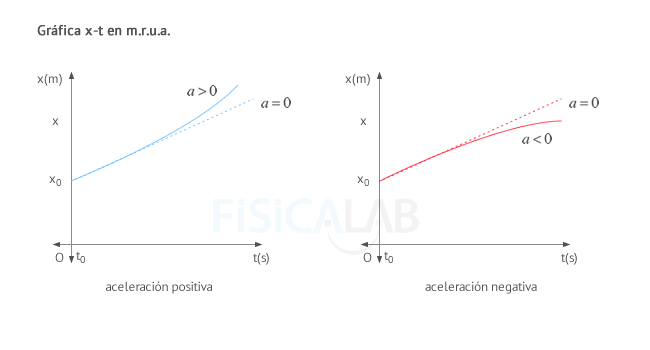 Gráfica x-t en m.r.u.a.
x(m)
a > 0
a = 0
x
x0
O t0 t(s)
aceleración positiva
x(m)
a = 0
x
a < 0
x0
O t0 t(s)
aceleración negativa
FiSiCALAB